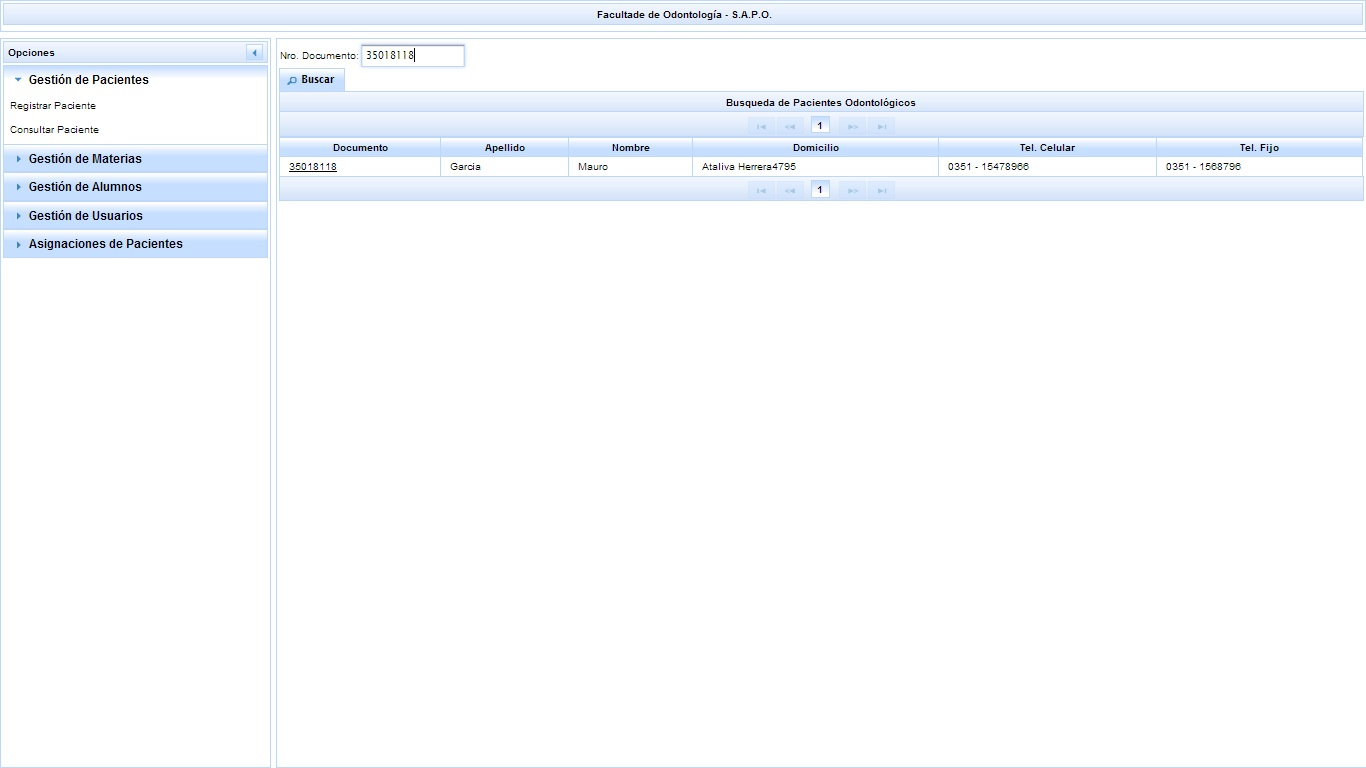 Facultade de Odontología - S.A.P.O.
Opciones
Gestión de Pacientes
Registrar Paciente
Consultar Paciente
Gestión de Materias
Gestión de Alumnos
Gestión de Usuarios
Asignaciones de Pacientes
Nro. Documento: 35018118
Buscar
Busqueda de Pacientes Odontológicos
1
Documento Apellido Nombre Domicilio Tel. Celular Tel. Fijo
35018118 Garcia Mauro Ataliva Herrera4795 0351 - 15478966 0351 - 1568796
1